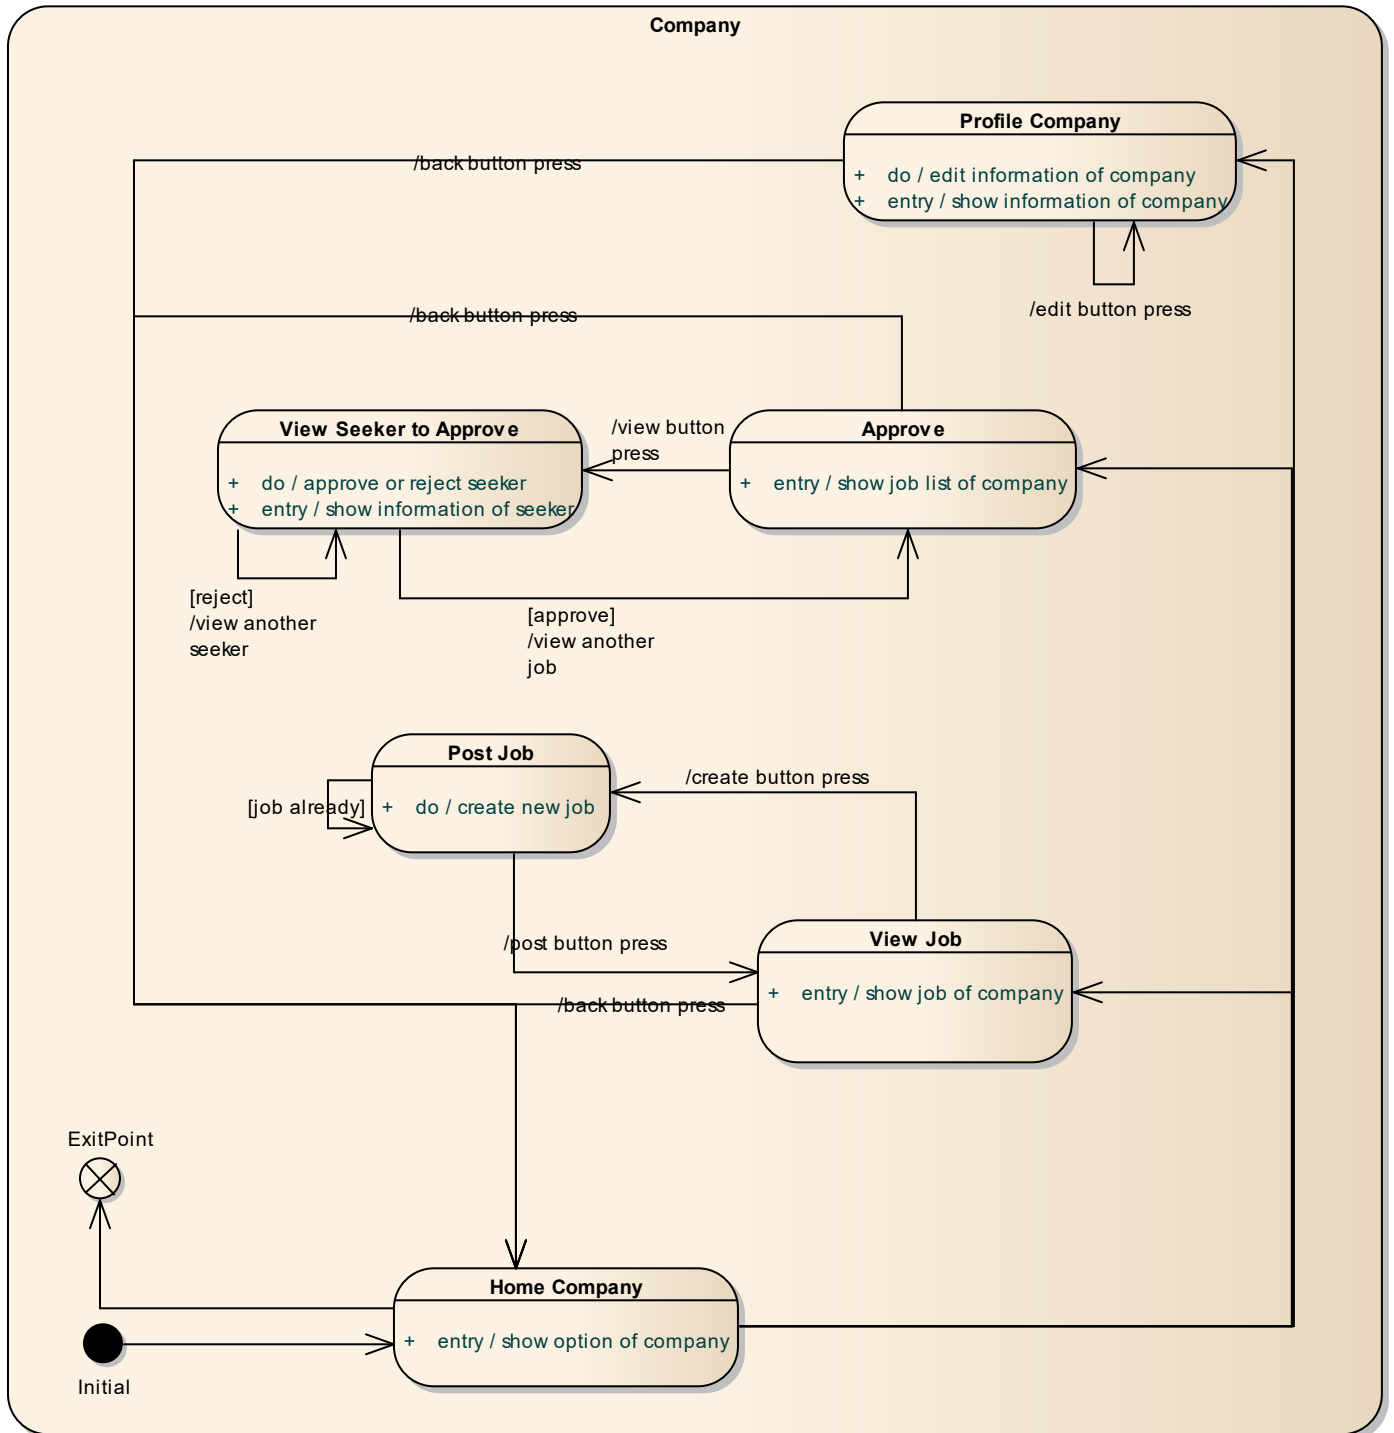 Company
Profile Company
+ do / edit information of company
+ entry / show information of company
/back button press
/edit button press
/back button press
View Seeker to Approve
+ do / approve or reject seeker
+ entry / show information of seeker
/view button
press
Approve
+ entry / show job list of company
[reject]
/view another
seeker
[approve]
/view another
job
Post Job
+ do / create new job
[job already]
/create button press
/post button press
View Job
+ entry / show job of company
/back button press
ExitPoint
Home Company
+ entry / show option of company
Initial